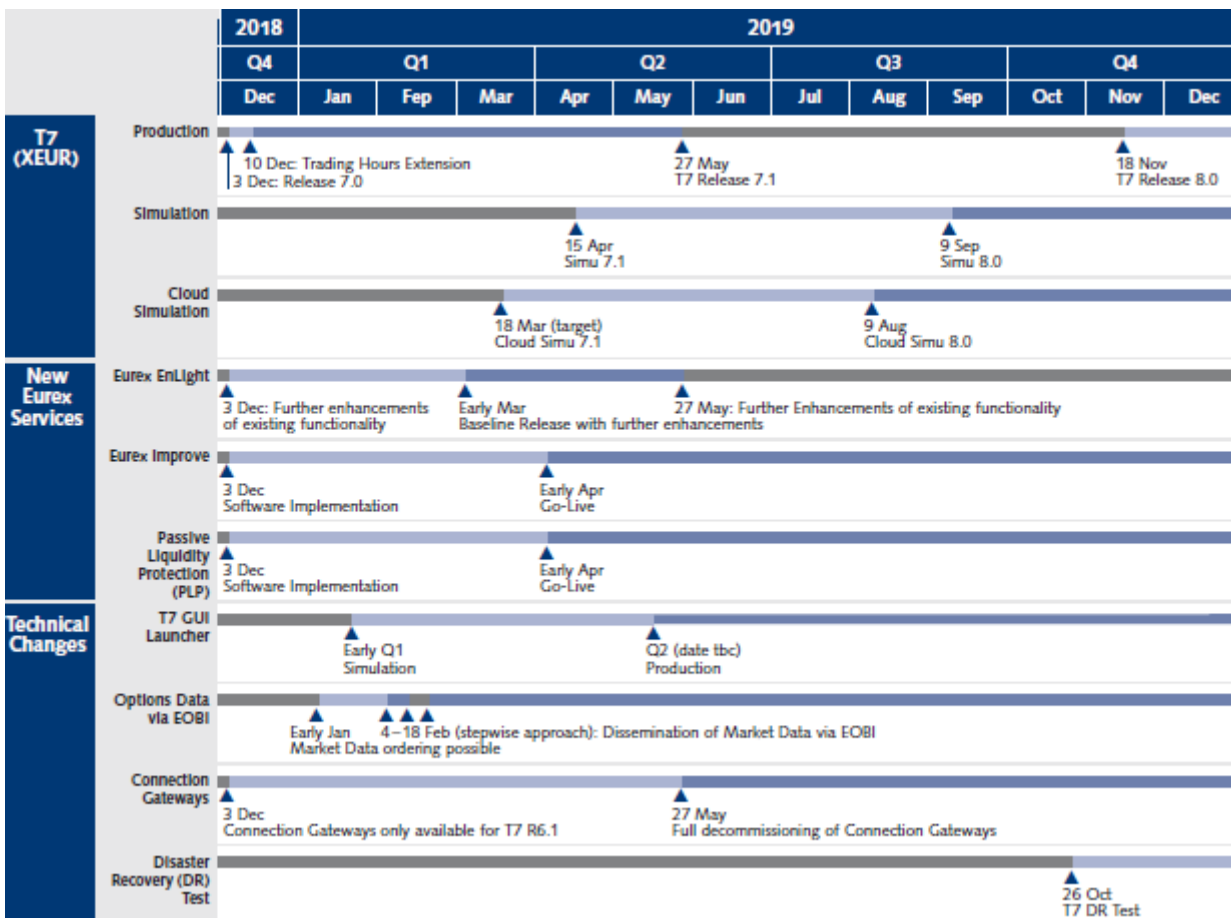 2018 2019
Q4 Q1 Q2 Q3 Q4
Dec Jan Fep Mar Apr May Jun Jul Aug Sep Oct Nov Dec
T7
(XEUR)
Production
10 Dec: Trading Hours Extension
3 Dec: Release 7.0
27 May
T7 Release 7.1
18 Nov
T7 Release 8.0
Simulation
15 Apr
Simu 7.1
9 Sep
Simu 8.0
Cloud
Simulation
18 Mar (target)
Cloud Simu 7.1
9 Aug
Cloud Simu 8.0
New
Eurex
Services
Eurex EnLight
3 Dec: Further enhancements
of existing functionality
Early Mar
Baseline Release with further enhancements
27 May: Further Enhancements of existing functionality
Eurex Improve
3 Dec
Software Implementation
Early Apr
Go-Live
Passive
Liquidity
Protection
(PLP)
3 Dec
Software Implementation
Early Apr
Go-Live
Technical
Changes
T7 GUI
Launcher
Early Q1
Simulation
Q2 (date tbc)
Production
Options Data
via EOBI
Early Jan
Market Data ordering possible
4–18 Feb (stepwise approach): Dissemination of Market Data via EOBI
Connection
Gateways
3 Dec
Connection Gateways only available for T7 R6.1
27 May
Full decommissioning of Connection Gateways
Disaster
Recovery (DR)
Test
26 Oct
T7 DR Test